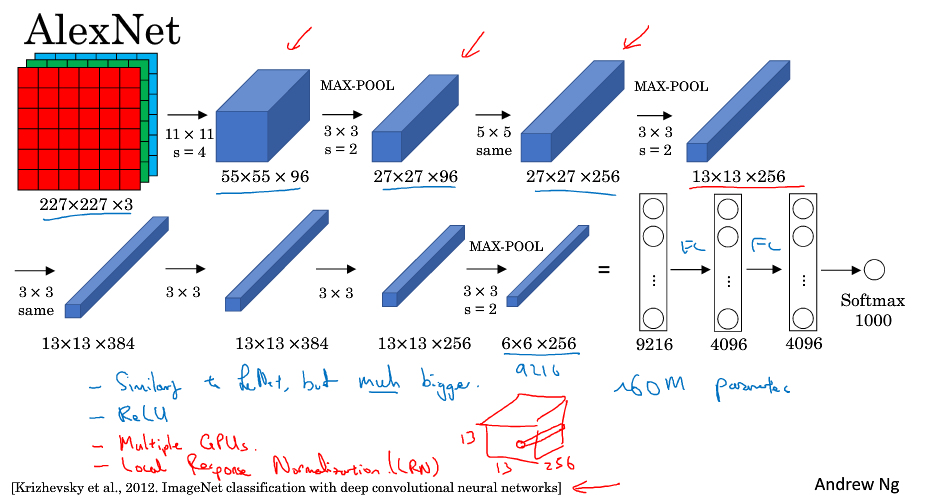 AlexNet
227×227 ×3
11 × 11
s = 4
55×55 × 96
MAX-POOL
3 × 3
s = 2
27×27 ×96
5 × 5
same
27×27 ×256
MAX-POOL
3 × 3
s = 2
13×13 ×256
3 × 3
same
13×13 ×384
3 × 3
13×13 ×384
3 × 3
13×13 ×256
MAX-POOL
3 × 3
s = 2
6×6 ×256
9216
=
⋮
9216
FC
⋮
4096
FC
⋮
4096
Softmax
1000
- Similar to LeNet, but much bigger.
- ReLU
- Multiple GPUs.
- Local Response Normalization (LRN)
13
13
256
~60M parameters
[Krizhevsky et al., 2012. ImageNet classification with deep convolutional neural networks]
Andrew Ng